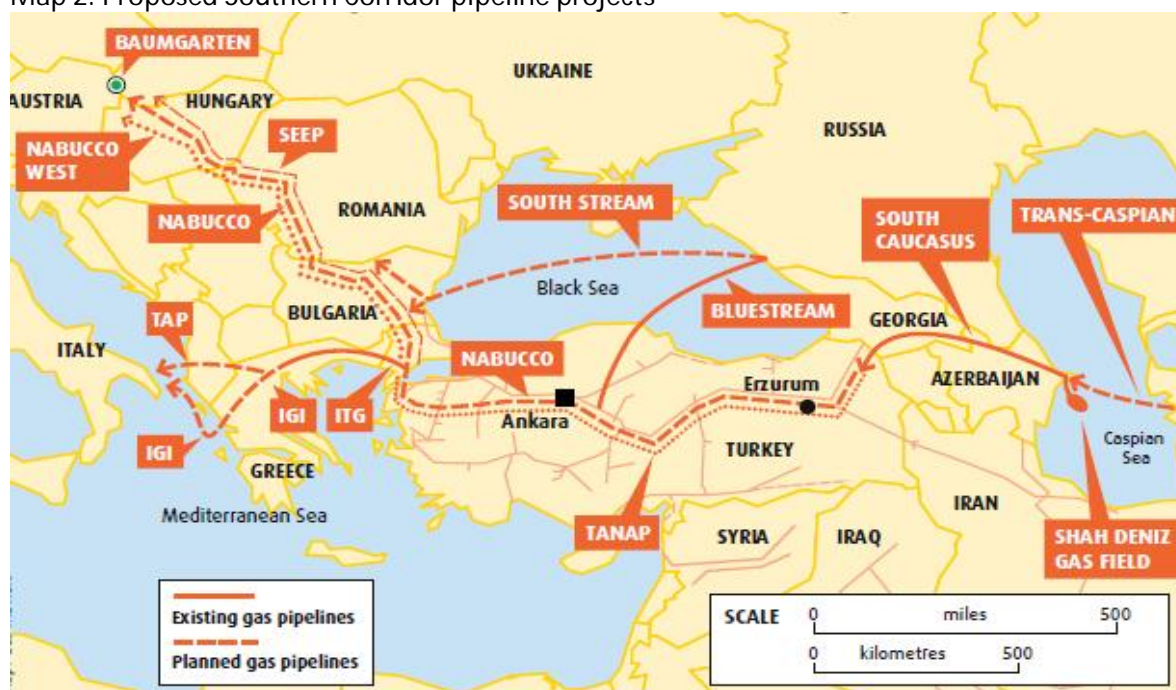 Map 2: Proposed Southern corridor pipeline projects
BAUMGARTEN
UKRAINE
AUSTRIA
HUNGARY
RUSSIA
SEEP
NABUCCO
WEST
SOUTH STREAM
SOUTH
CAUCASUS
TRANS-CASPIAN
ROMANIA
NABUCCO
Black Sea
BLUESTREAM
BULGARIA
TAP
GEORGIA
ITALY
NABUCCO
Erzurum
AZERBAIJAN
IGI
ITG
Ankara
Caspian
Sea
IGI
TURKEY
GREECE
IRAN
Mediterranean Sea
TANAP
SYRIA
IRAQ
SHAH DENIZ
GAS FIELD
Existing gas pipelines
Planned gas pipelines
SCALE 0 miles 500
0 kilometres 500